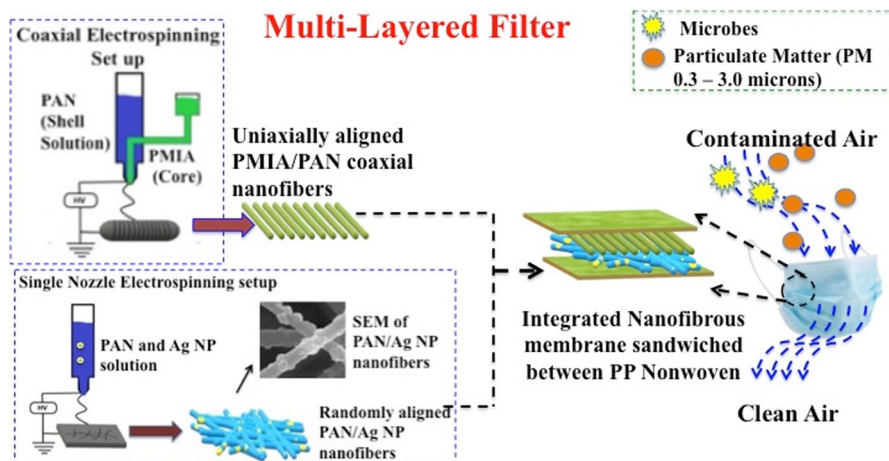 Multi-Layered Filter
Coaxial Electrospinning
Set up
PAN
(Shell
Solution)
PMIA
(Core)
HV
Uniaxially aligned
PMIA/PAN coaxial
nanofibers
Single Nozzle Electrospinning setup
PAN and Ag NP
solution
HV
SEM of
PAN/Ag NP
nanofibers
Randomly aligned
PAN/Ag NP
nanofibers
Microbes
Particulate Matter (PM
0.3 – 3.0 microns)
Contaminated Air
Integrated Nanofibrous
membrane sandwiched
between PP Nonwoven
Clean Air